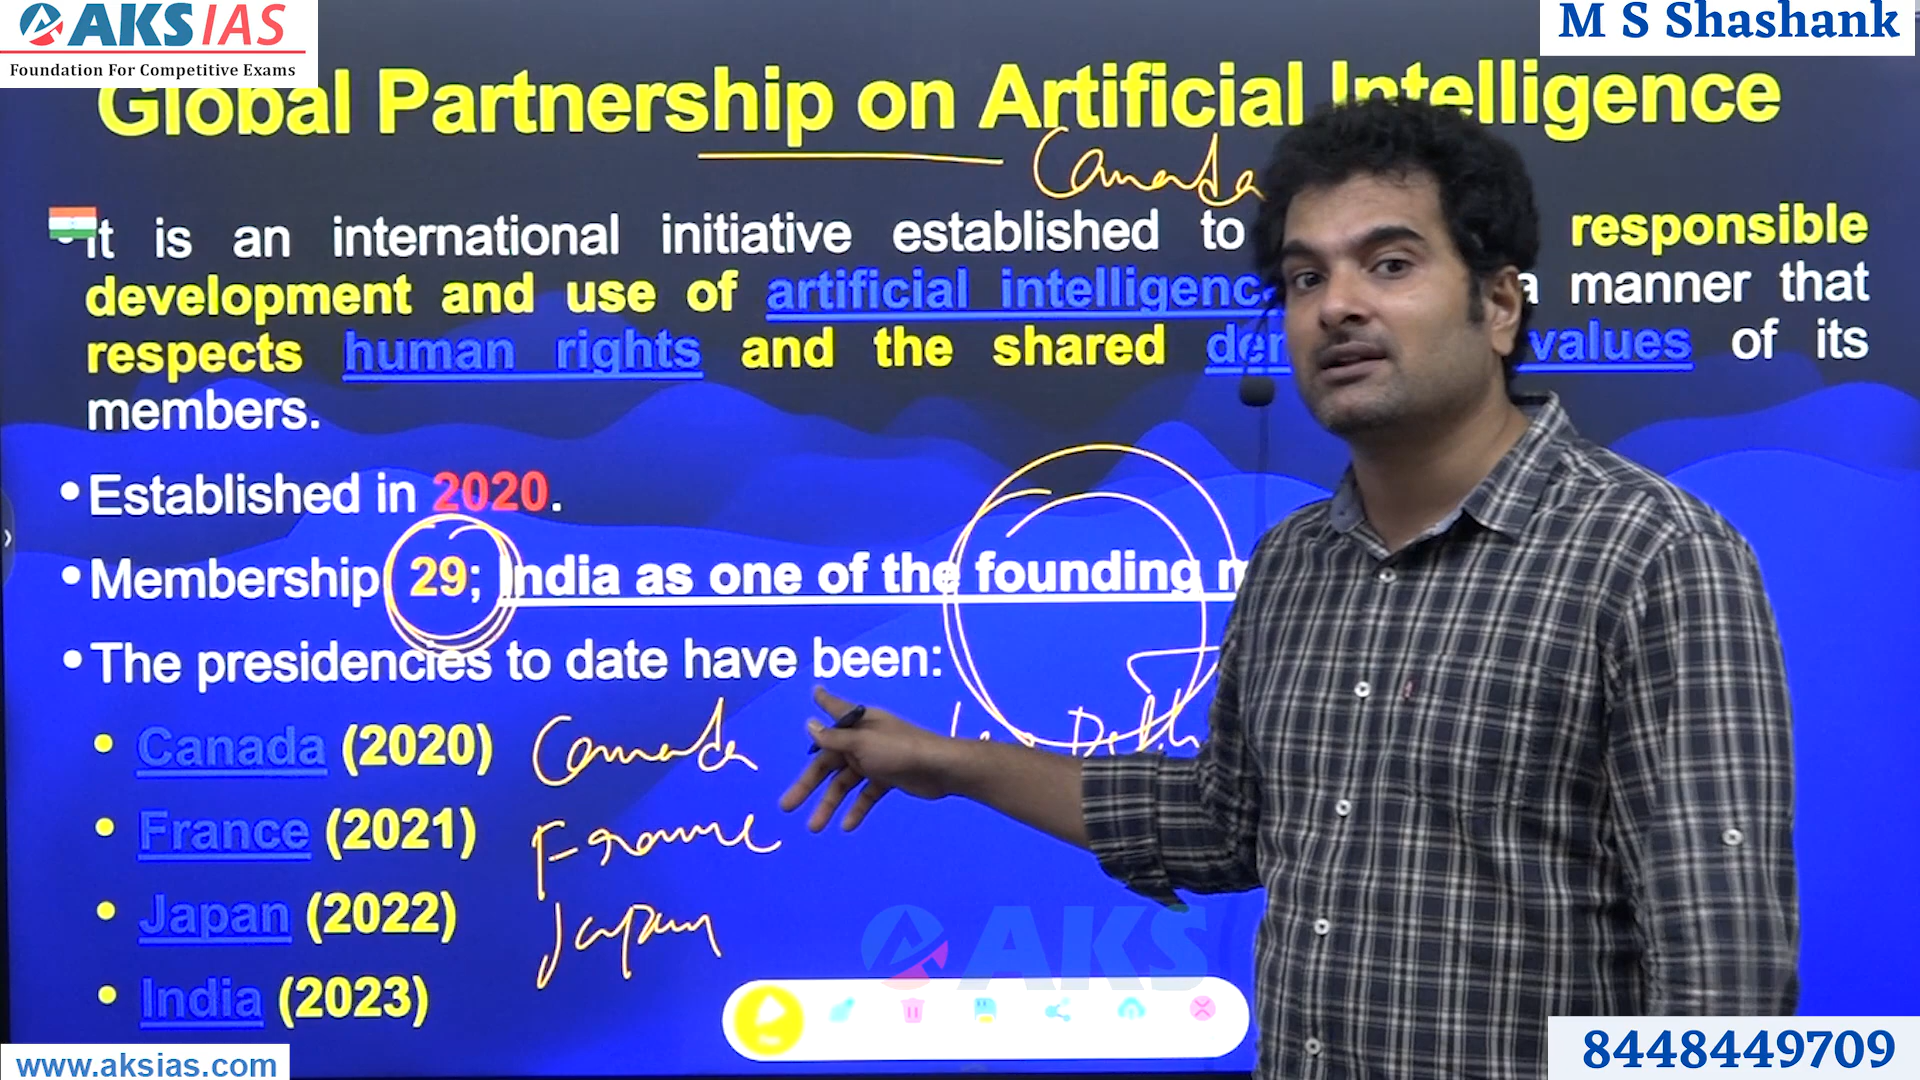 AKS IAS
Foundation For Competitive Exams
M S Shashank
Global Partnership on Artificial Intelligence
Canada
It is an international initiative established to responsible
development and use of artificial intelligence a manner that
respects human rights and the shared values of its
members.
• Established in 2020.
• Membership 29; India as one of the founding
• The presidencies to date have been:
• Canada (2020) Canada
Delhi
• France (2021) France
• Japan (2022) Japan
• India (2023)
AKS
www.aksias.com
8448449709